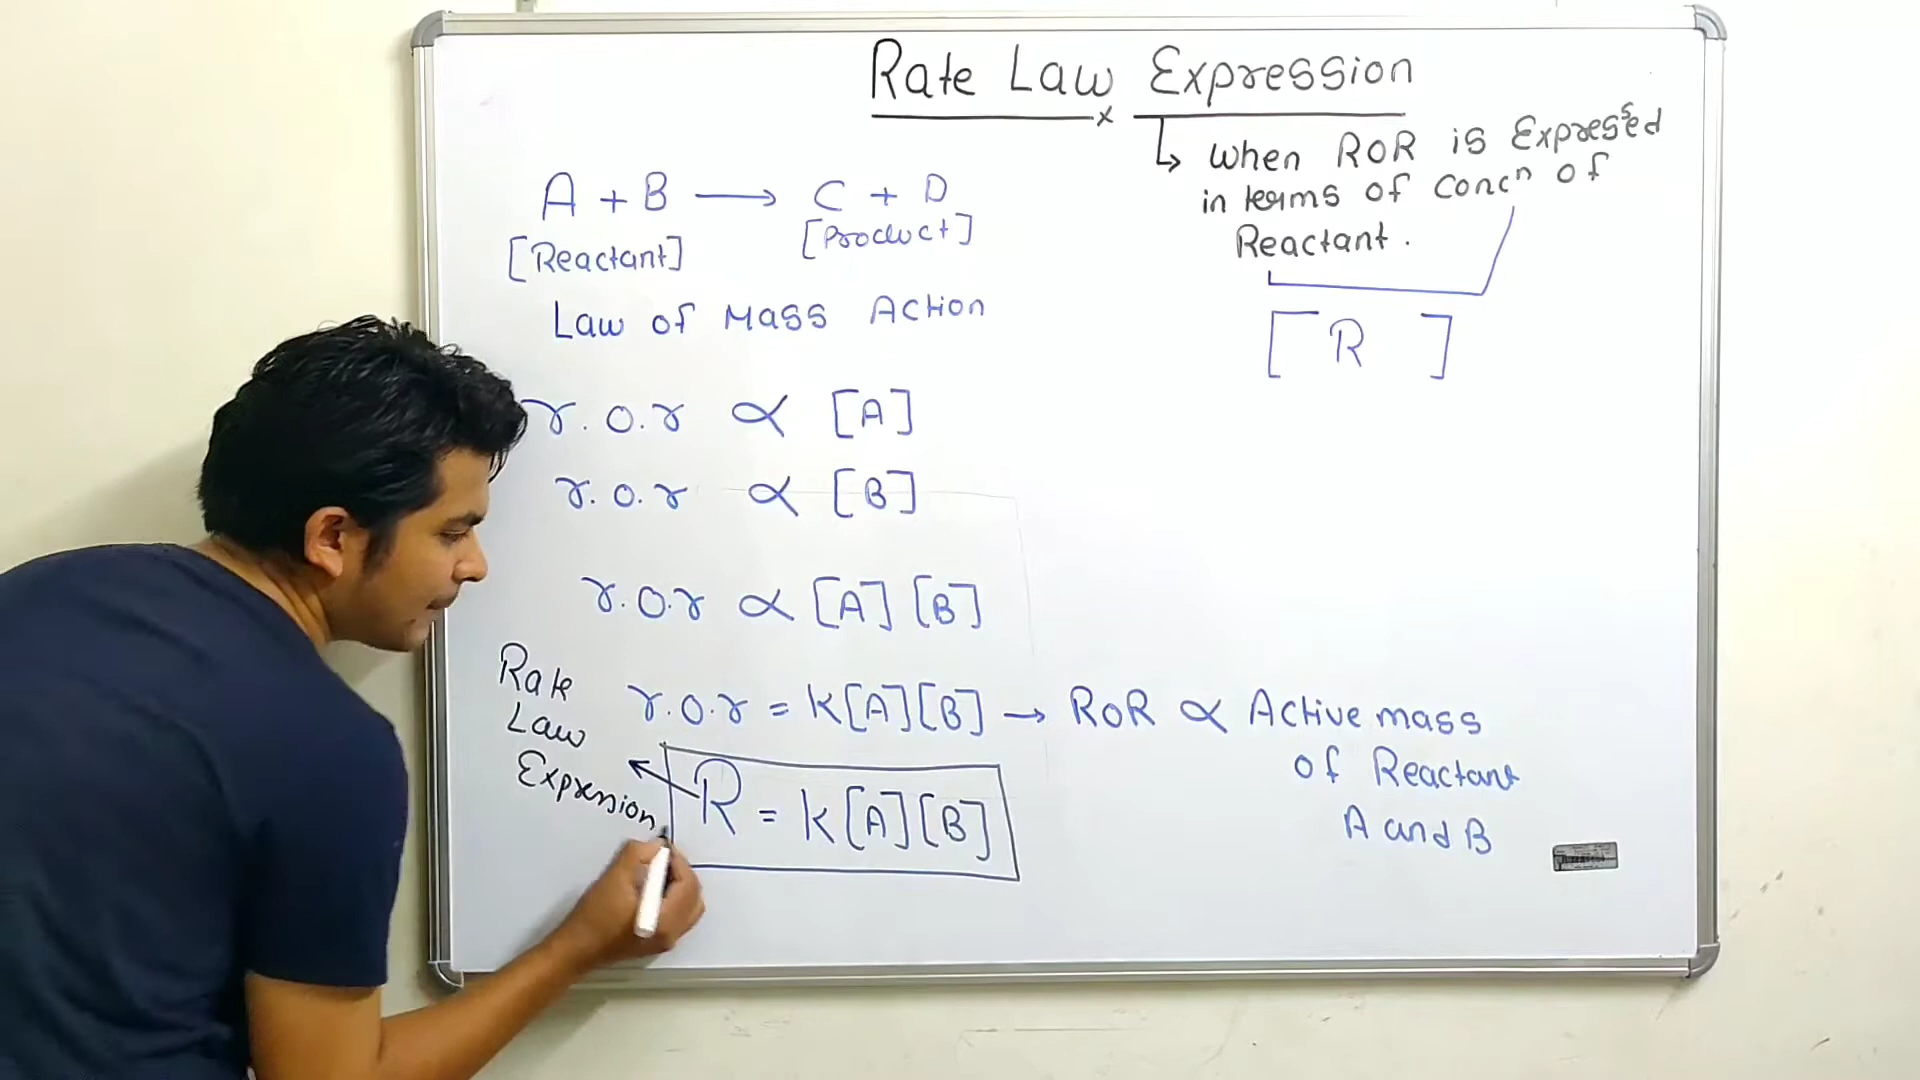 Rate Law Expression
when ROR is Expressed
in terms of Concⁿ of
Reactant.
[ R ]
A + B ⟶ C + D
[Reactant] [Product]
Law of Mass Action
r.o.r ∝ [A]
r.o.r ∝ [B]
r.o.r ∝ [A][B]
r.o.r = K[A][B] → ROR ∝ Active mass
of Reactant
A and B
Rate
Law
Expression
R = K[A][B]